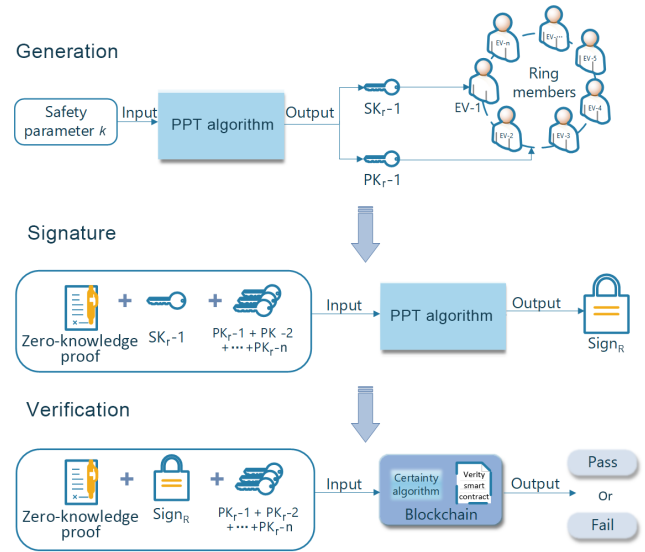 Generation
Safety
parameter k
Input
PPT algorithm
Output
SKr-1
PKr-1
EV-1
EV-n
EV-···
EV-5
EV-4
EV-3
EV-2
Ring
members
Signature
Zero-knowledge
proof
+
SKr-1
+
PKr-1 + PK -2
+···+PKr-n
Input
PPT algorithm
Output
SignR
Verification
Zero-knowledge
proof
+
SignR
+
PKr-1 + PKr-2
+···+PKr-n
Input
Certainty
algorithm
Verity
smart
contract
Blockchain
Output
Pass
Or
Fail